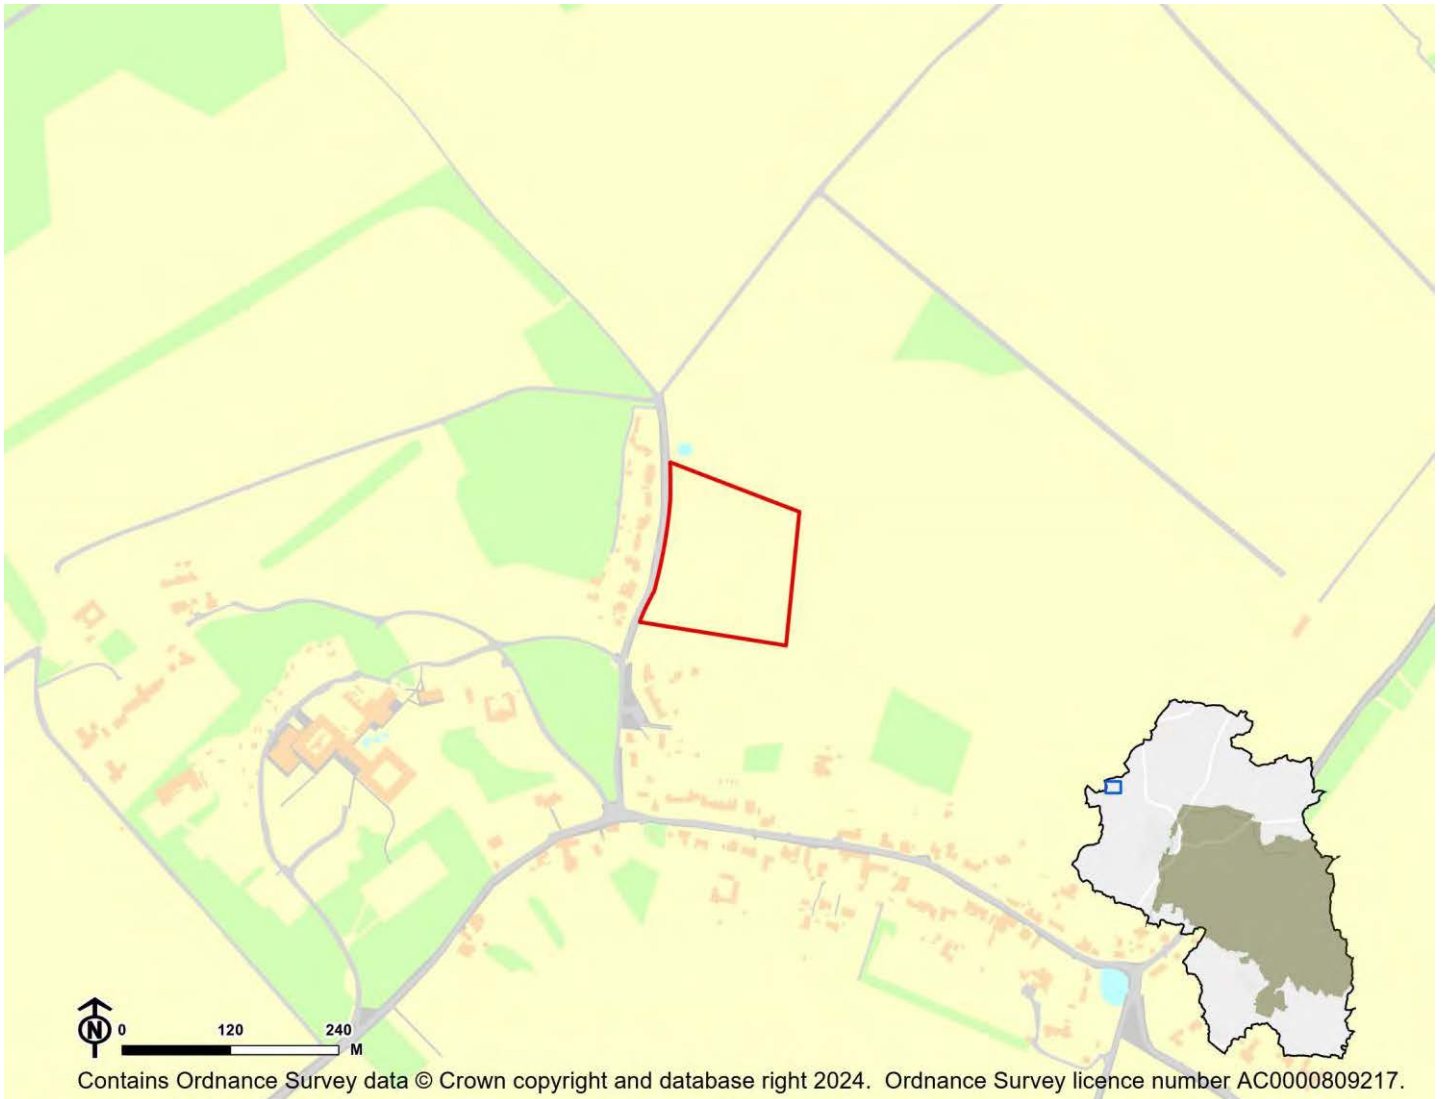 N 0 120 240
M
Contains Ordnance Survey data © Crown copyright and database right 2024. Ordnance Survey licence number AC0000809217.